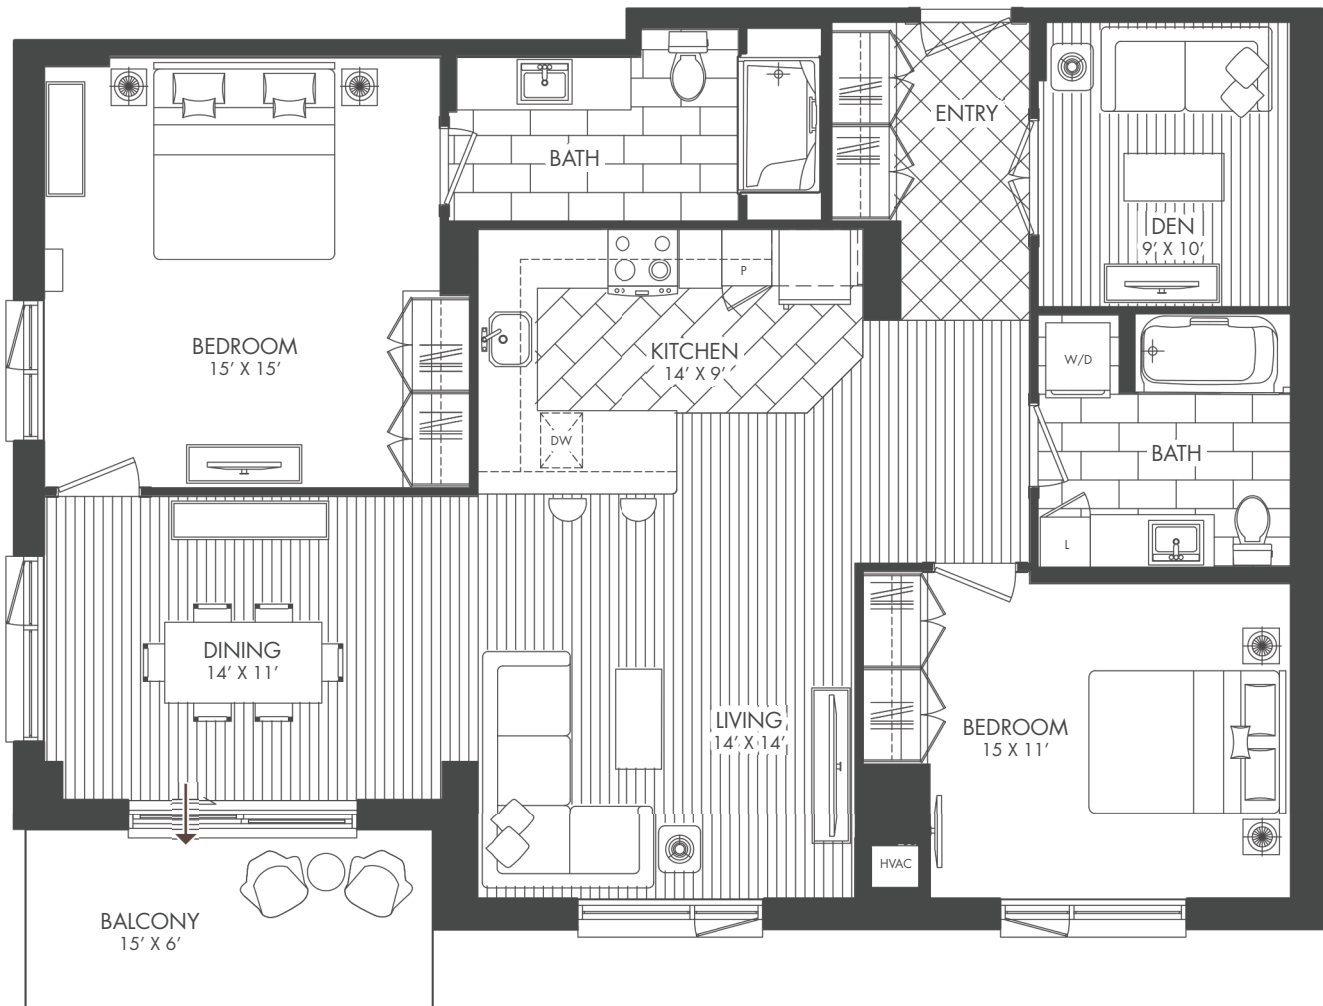 ENTRY
BATH
DEN
9’ X 10’
P
BEDROOM
15’ X 15’
KITCHEN
14’ X 9’
W/D
DW
BATH
L
DINING
14’ X 11’
LIVING
14’ X 14’
BEDROOM
15 X 11’
HVAC
BALCONY
15’ X 6’